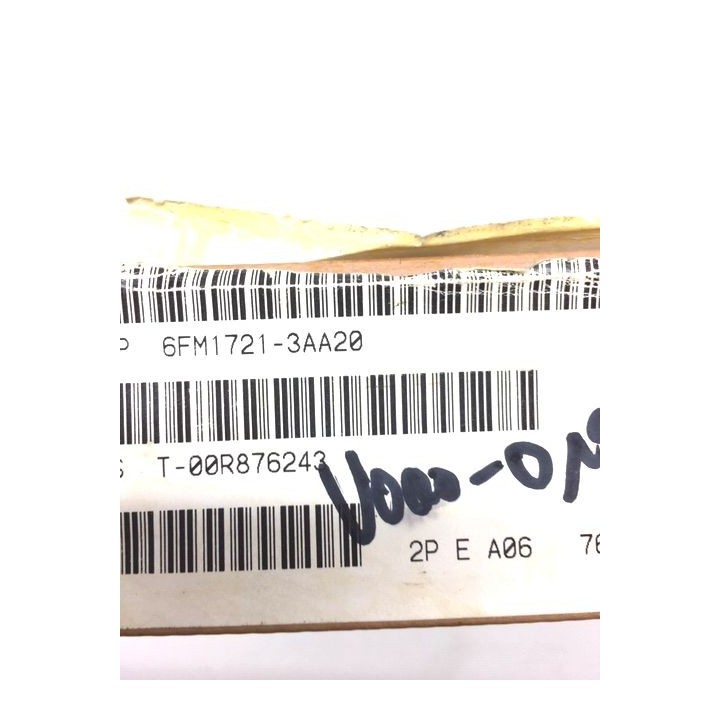 P 6FM1721-3AA20
S T-00R876243
2P E A06 76